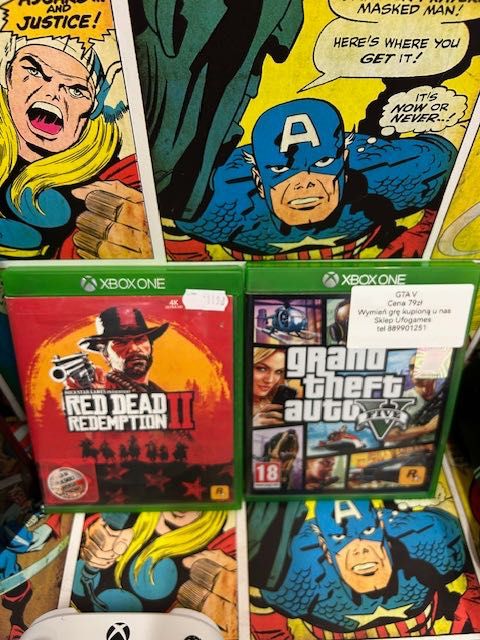 AND
JUSTICE!
MASKED MAN!
HERE'S WHERE YOU
GET IT!
IT'S
NOW OR
NEVER..!
A
XBOX ONE
4K
RED DEAD
REDEMPTION II
R
XBOX ONE
GTA V
Cena 79zł
Wymień grę kupioną u nas
Sklep Ufogames
tel 889901251
grand
theft
auto
V
FIVE
18
R
A